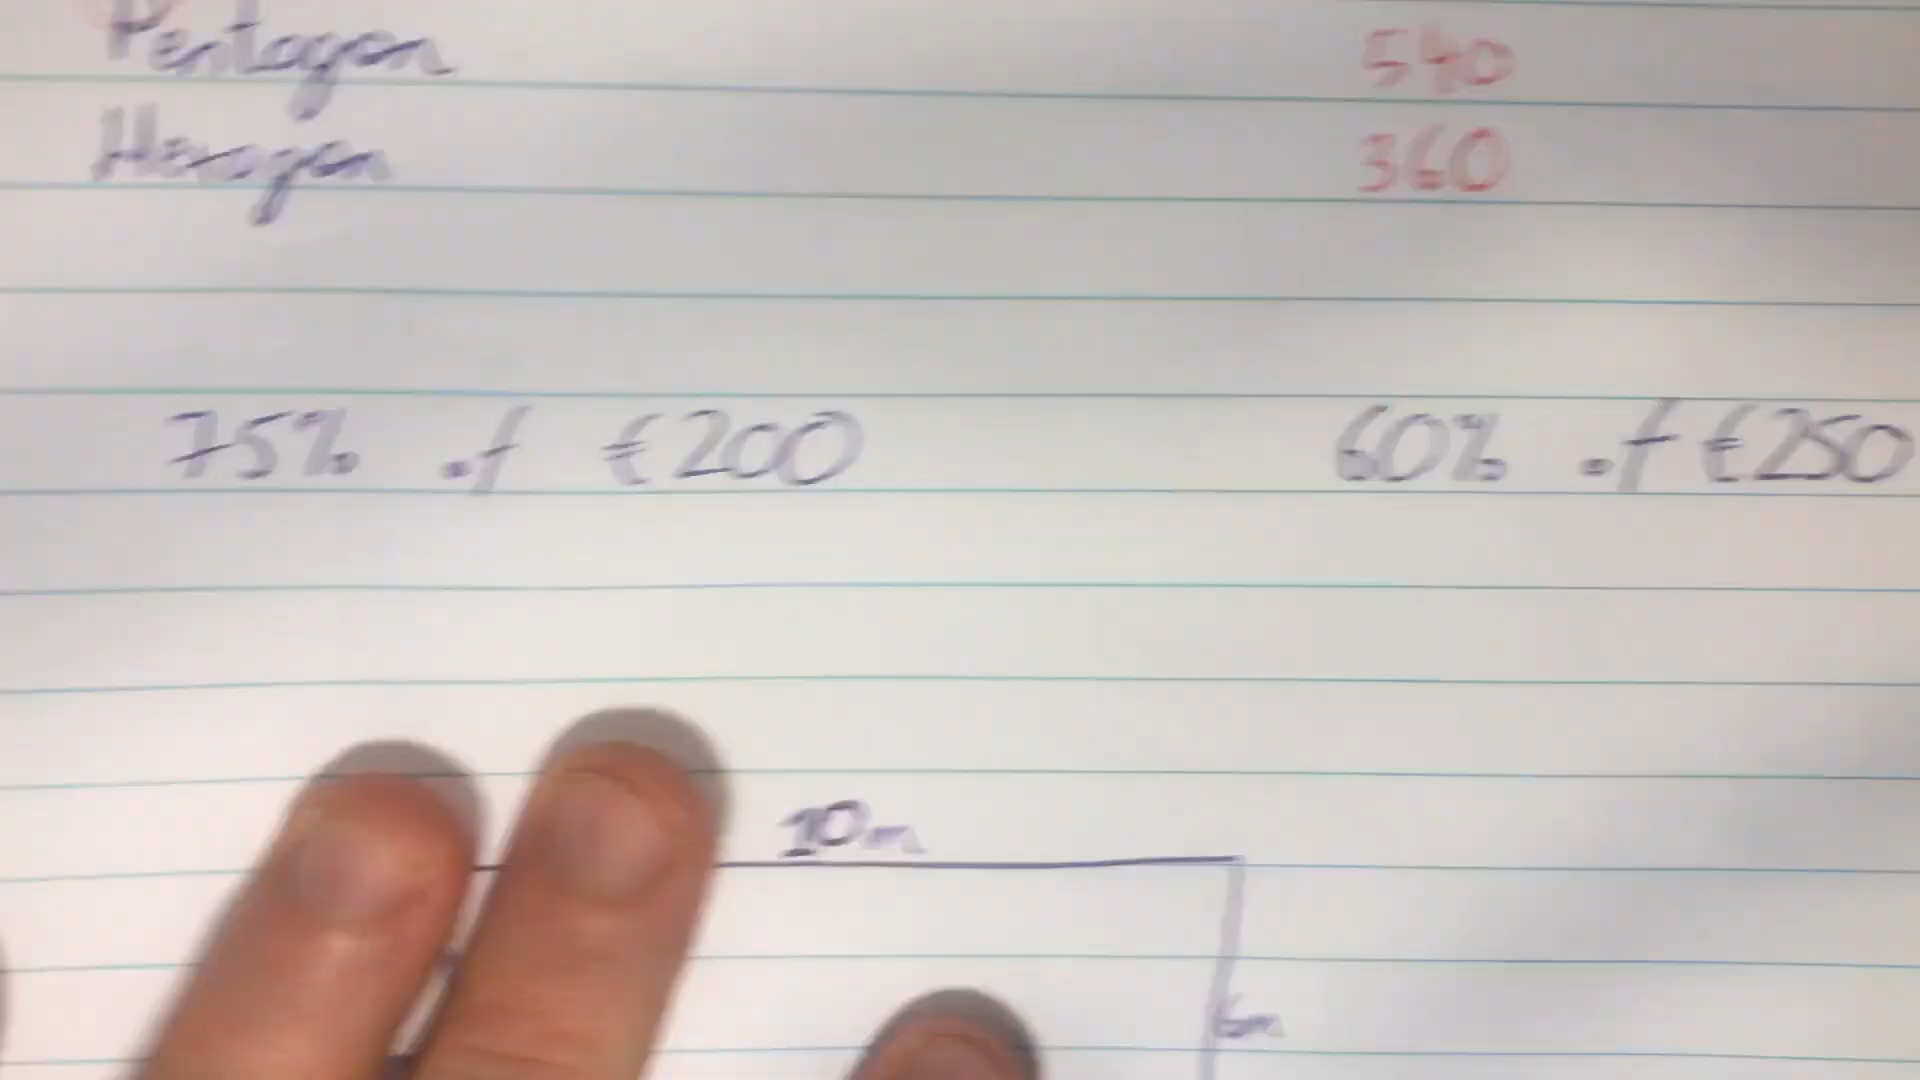 Pentagon 540
Hexagon 360
75% of €200 60% of €250
10m
6m